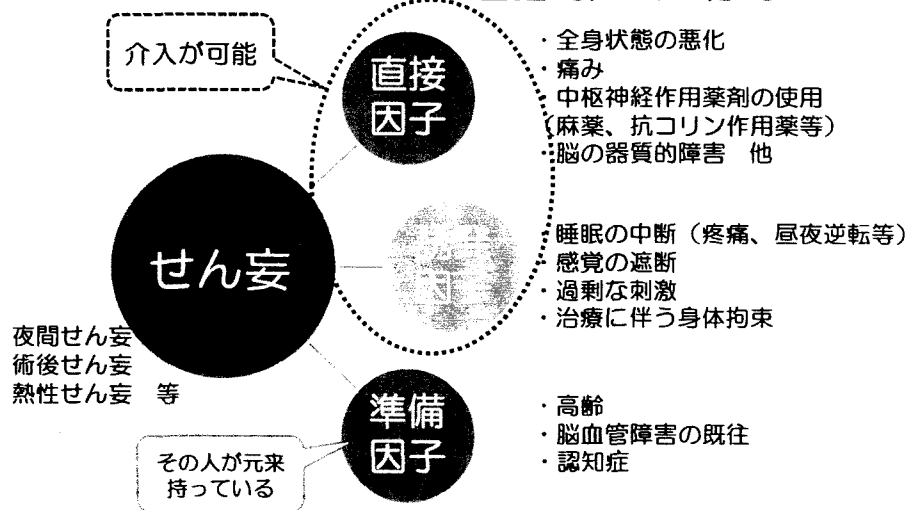 介入が可能
直接
因子
・全身状態の悪化
・痛み
・中枢神経作用薬剤の使用
（麻薬、抗コリン作用薬等）
・脳の器質的障害　他
せん妄
因
・睡眠の中断（疼痛、昼夜逆転等）
・感覚の遮断
・過剰な刺激
・治療に伴う身体拘束
夜間せん妄
術後せん妄
熱性せん妄　等
準備
因子
・高齢
・脳血管障害の既往
・認知症
その人が元来
持っている